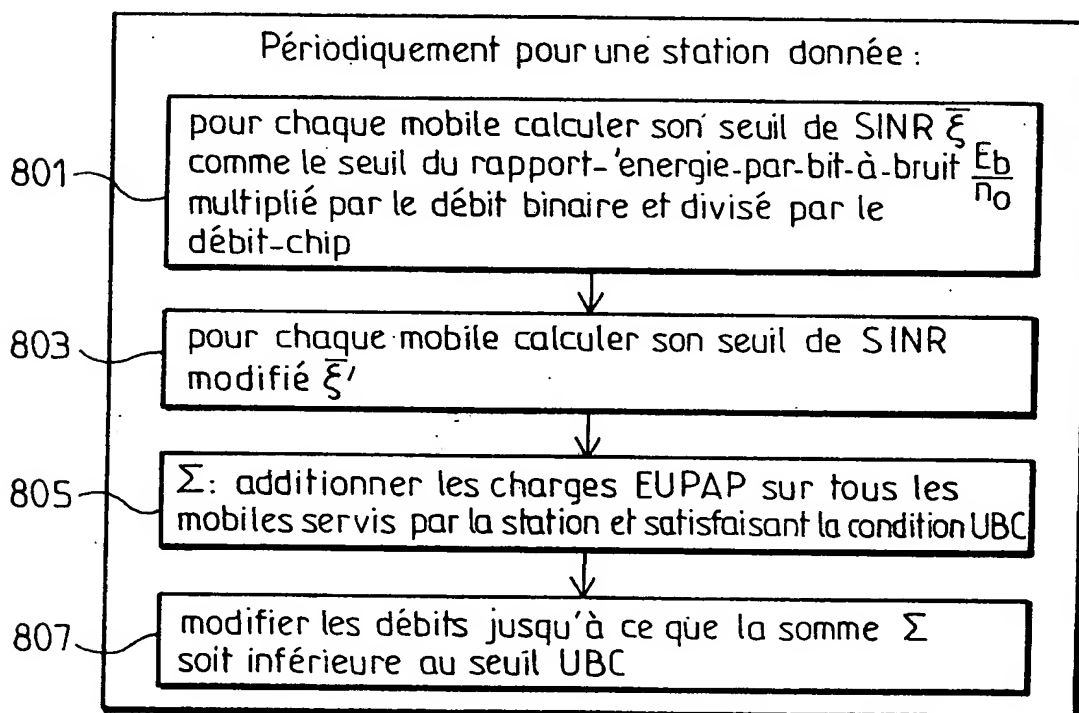 Périodiquement pour une station donnée :
801
pour chaque mobile calculer son seuil de SINR ξ̅
comme le seuil du rapport-énergie-par-bit-à-bruit Eb/n0
multiplié par le débit binaire et divisé par le
débit-chip
803
pour chaque mobile calculer son seuil de SINR
modifié ξ̅'
805
Σ: additionner les charges EUPAP sur tous les
mobiles servis par la station et satisfaisant la condition UBC
807
modifier les débits jusqu'à ce que la somme Σ
soit inférieure au seuil UBC